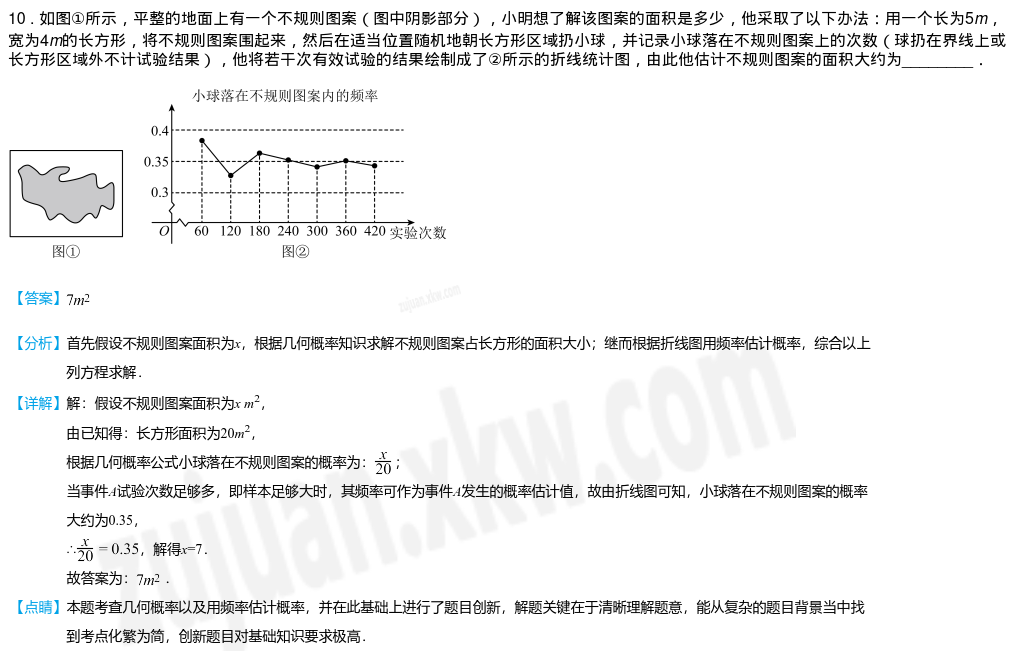 10．如图①所示，平整的地面上有一个不规则图案（图中阴影部分），小明想了解该图案的面积是多少，他采取了以下办法：用一个长为5m，
宽为4m的长方形，将不规则图案围起来，然后在适当位置随机地朝长方形区域扔小球，并记录小球落在不规则图案上的次数（球扔在界线上或
长方形区域外不计试验结果），他将若干次有效试验的结果绘制成了②所示的折线统计图，由此他估计不规则图案的面积大约为________．
小球落在不规则图案内的频率
0.4
0.35
0.3
O 60 120 180 240 300 360 420 实验次数
图① 图②
【答案】7m²
zujuan.xkw.com
【分析】首先假设不规则图案面积为x，根据几何概率知识求解不规则图案占长方形的面积大小；继而根据折线图用频率估计概率，综合以上
列方程求解．
【详解】解：假设不规则图案面积为x m²，
由已知得：长方形面积为20m²，
根据几何概率公式小球落在不规则图案的概率为：x/20；
当事件A试验次数足够多，即样本足够大时，其频率可作为事件A发生的概率估计值，故由折线图可知，小球落在不规则图案的概率
大约为0.35，
∴x/20 = 0.35，解得x=7．
故答案为：7m²．
【点睛】本题考查几何概率以及用频率估计概率，并在此基础上进行了题目创新，解题关键在于清晰理解题意，能从复杂的题目背景当中找
到考点化繁为简，创新题目对基础知识要求极高．
zujuan.xkw.com